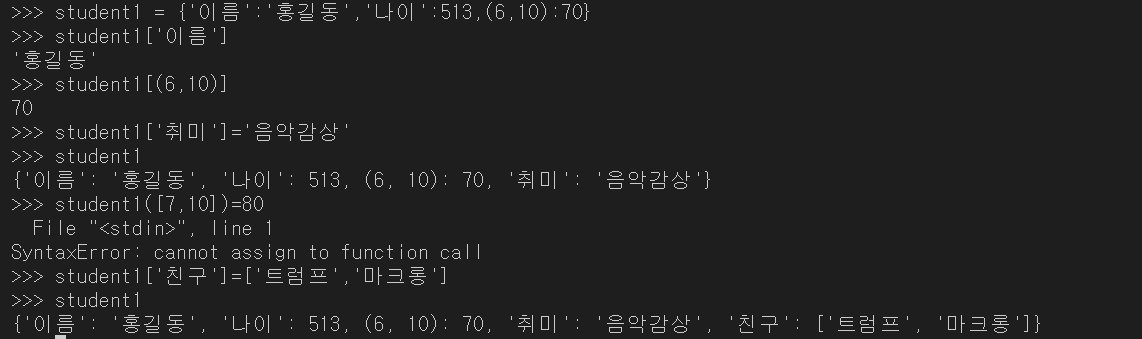 >>> student1 = {'이름':'홍길동','나이':513,(6,10):70}
>>> student1['이름']
'홍길동'
>>> student1[(6,10)]
70
>>> student1['취미']='음악감상'
>>> student1
{'이름': '홍길동', '나이': 513, (6, 10): 70, '취미': '음악감상'}
>>> student1([7,10])=80
  File "<stdin>", line 1
SyntaxError: cannot assign to function call
>>> student1['친구']=['트럼프','마크롱']
>>> student1
{'이름': '홍길동', '나이': 513, (6, 10): 70, '취미': '음악감상', '친구': ['트럼프', '마크롱']}